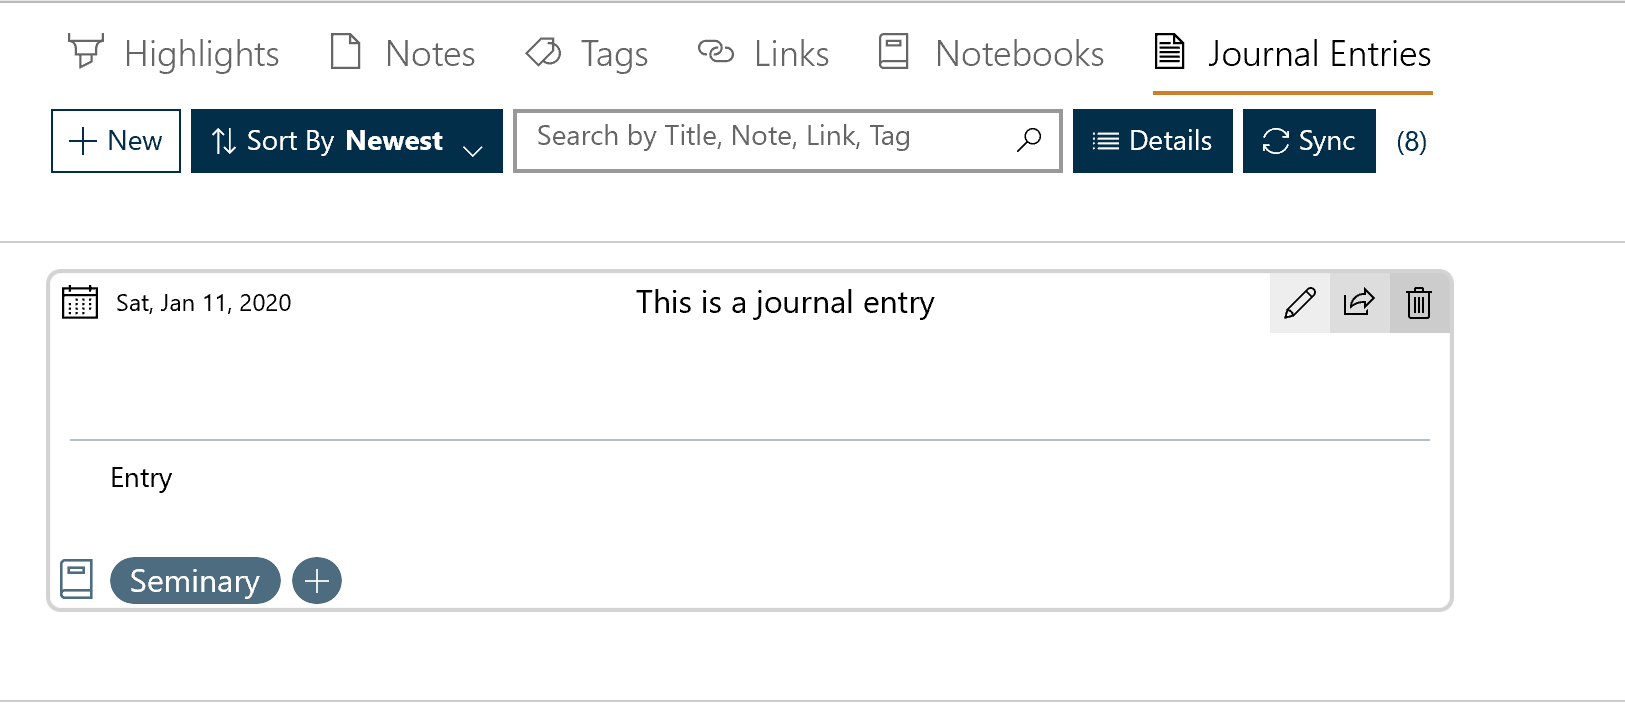 Highlights Notes Tags Links Notebooks Journal Entries
New Sort By Newest Search by Title, Note, Link, Tag Details Sync (8)
Sat, Jan 11, 2020 This is a journal entry
Entry
Seminary